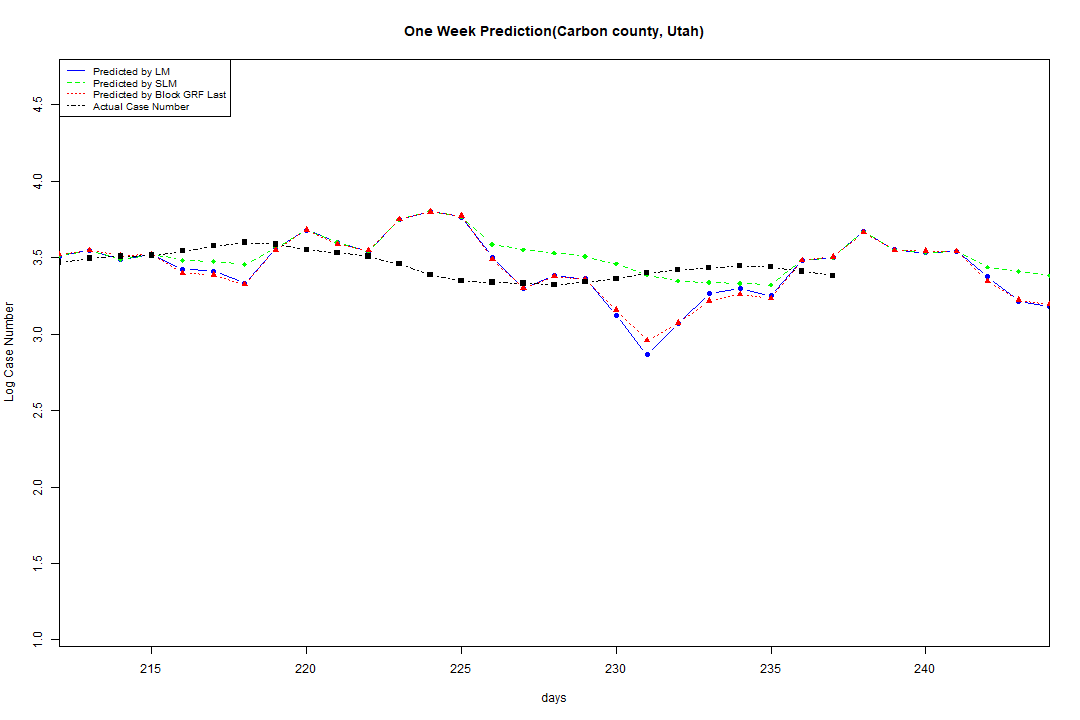 One Week Prediction(Carbon county, Utah)
Predicted by LM
Predicted by SLM
Predicted by Block GRF Last
Actual Case Number
4.5
4.0
3.5
3.0
2.5
2.0
1.5
1.0
Log Case Number
215 220 225 230 235 240
days